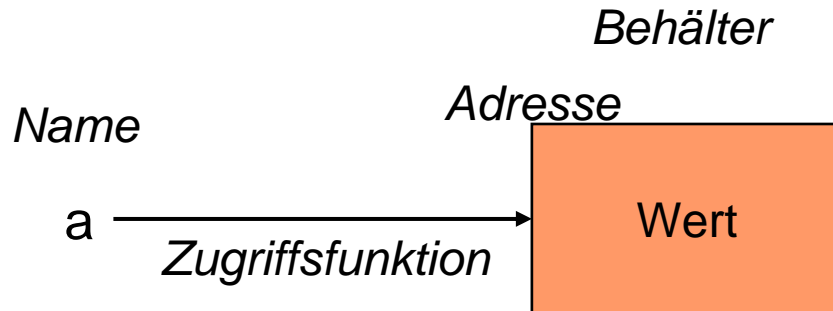 Behälter
Adresse
Name
a
Wert
Zugriffsfunktion